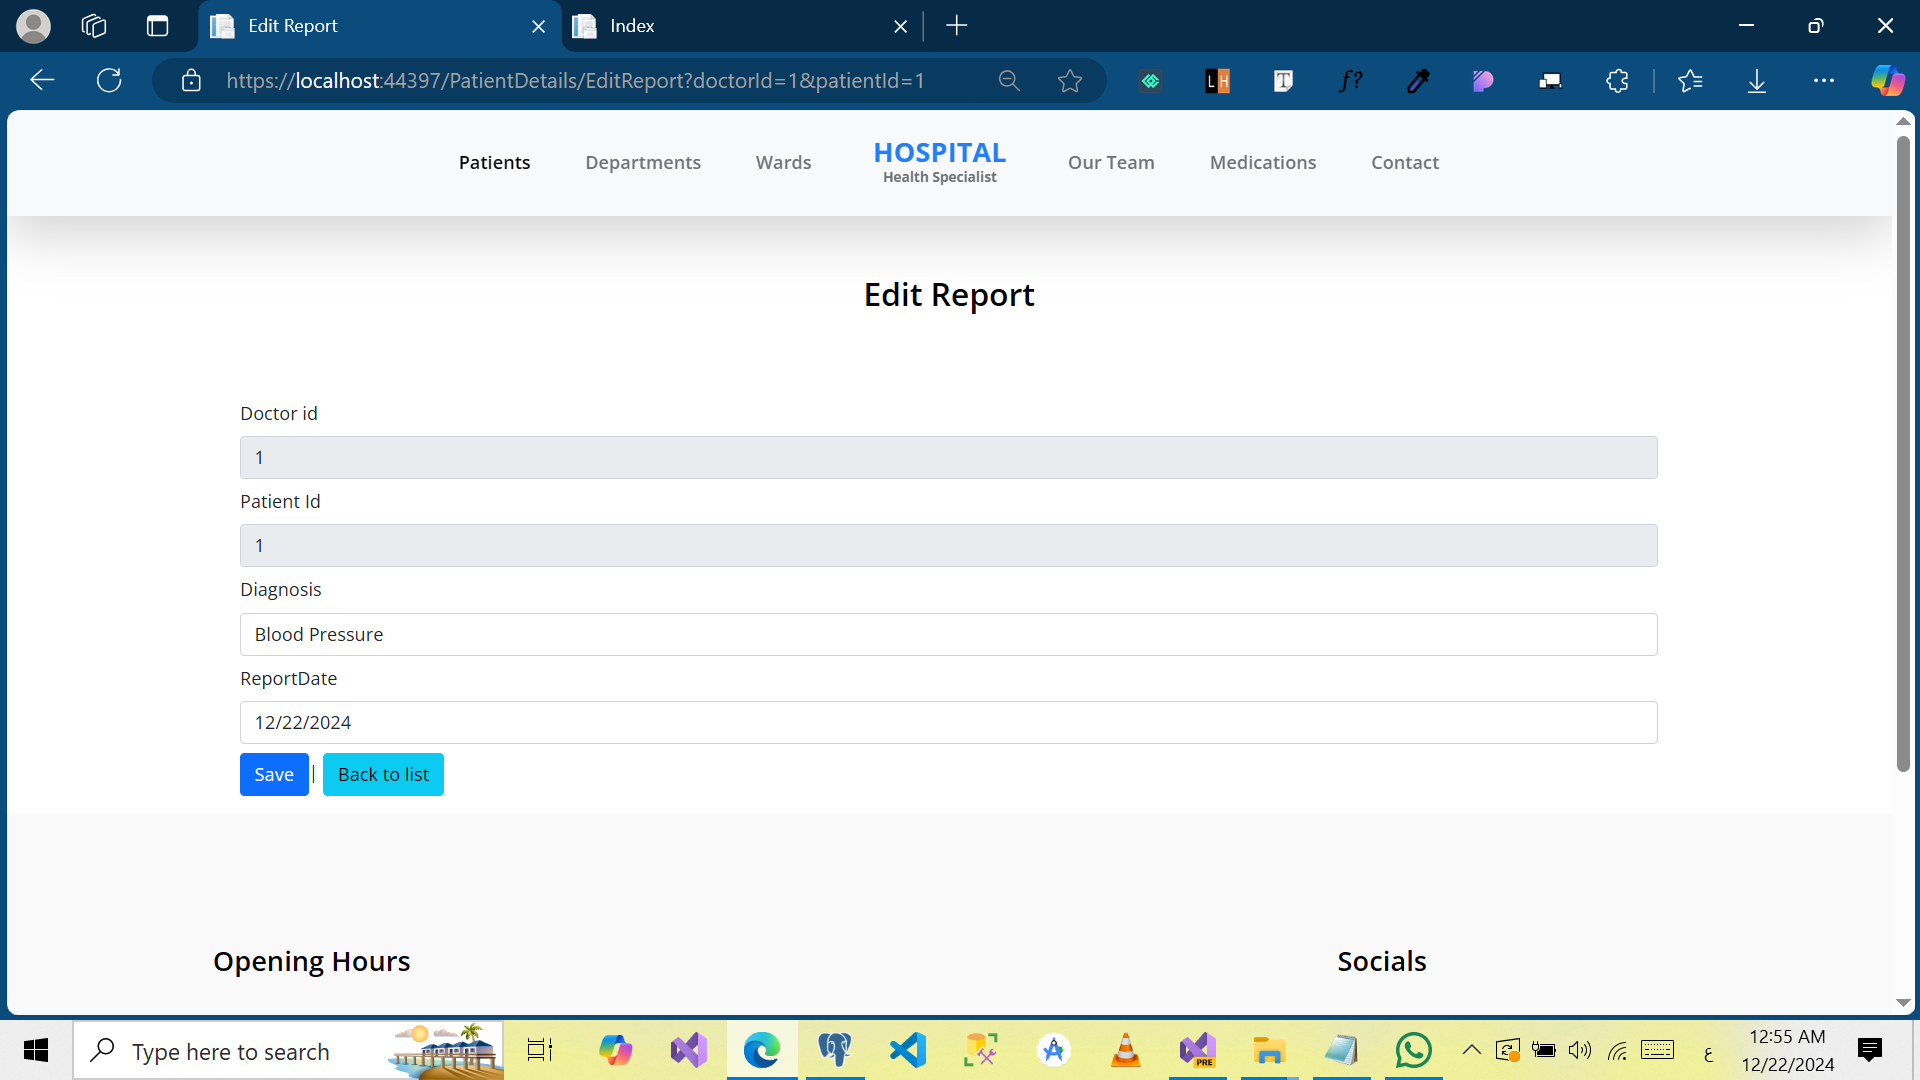 Edit Report
Index
https://localhost:44397/PatientDetails/EditReport?doctorId=1&patientId=1
LH
T
f?
Patients
Departments
Wards
HOSPITAL
Health Specialist
Our Team
Medications
Contact
Edit Report
Doctor id
1
Patient Id
1
Diagnosis
Blood Pressure
ReportDate
12/22/2024
Save | Back to list
Opening Hours
Socials
Type here to search
PRE
ع
12:55 AM
12/22/2024